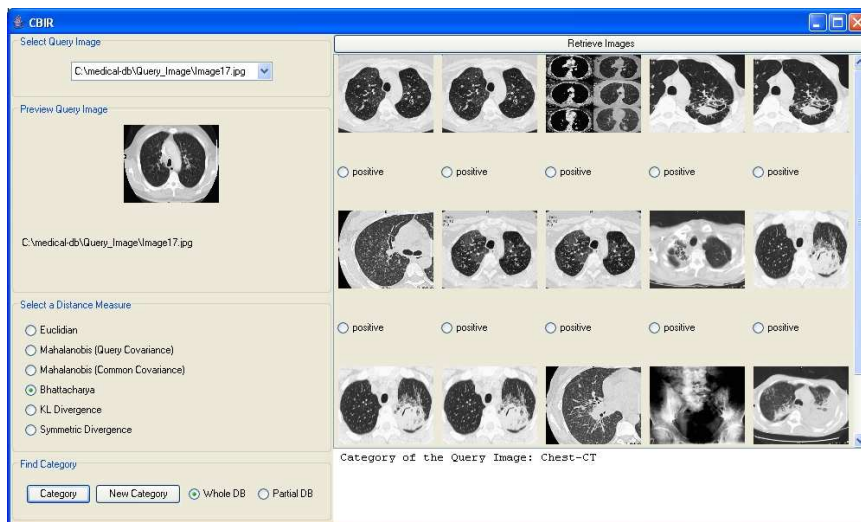 CBIR
Select Query Image
C:\medical-db\Query_Image\Image17.jpg
Preview Query Image
C:\medical-db\Query_Image\Image17.jpg
Select a Distance Measure
Euclidian
Mahalanobis (Query Covariance)
Mahalanobis (Common Covariance)
Bhattacharya
KL Divergence
Symmetric Divergence
Find Category
Category New Category Whole DB Partial DB
Retrieve Images
positive positive positive positive positive
positive positive positive positive positive
Category of the Query Image: Chest-CT